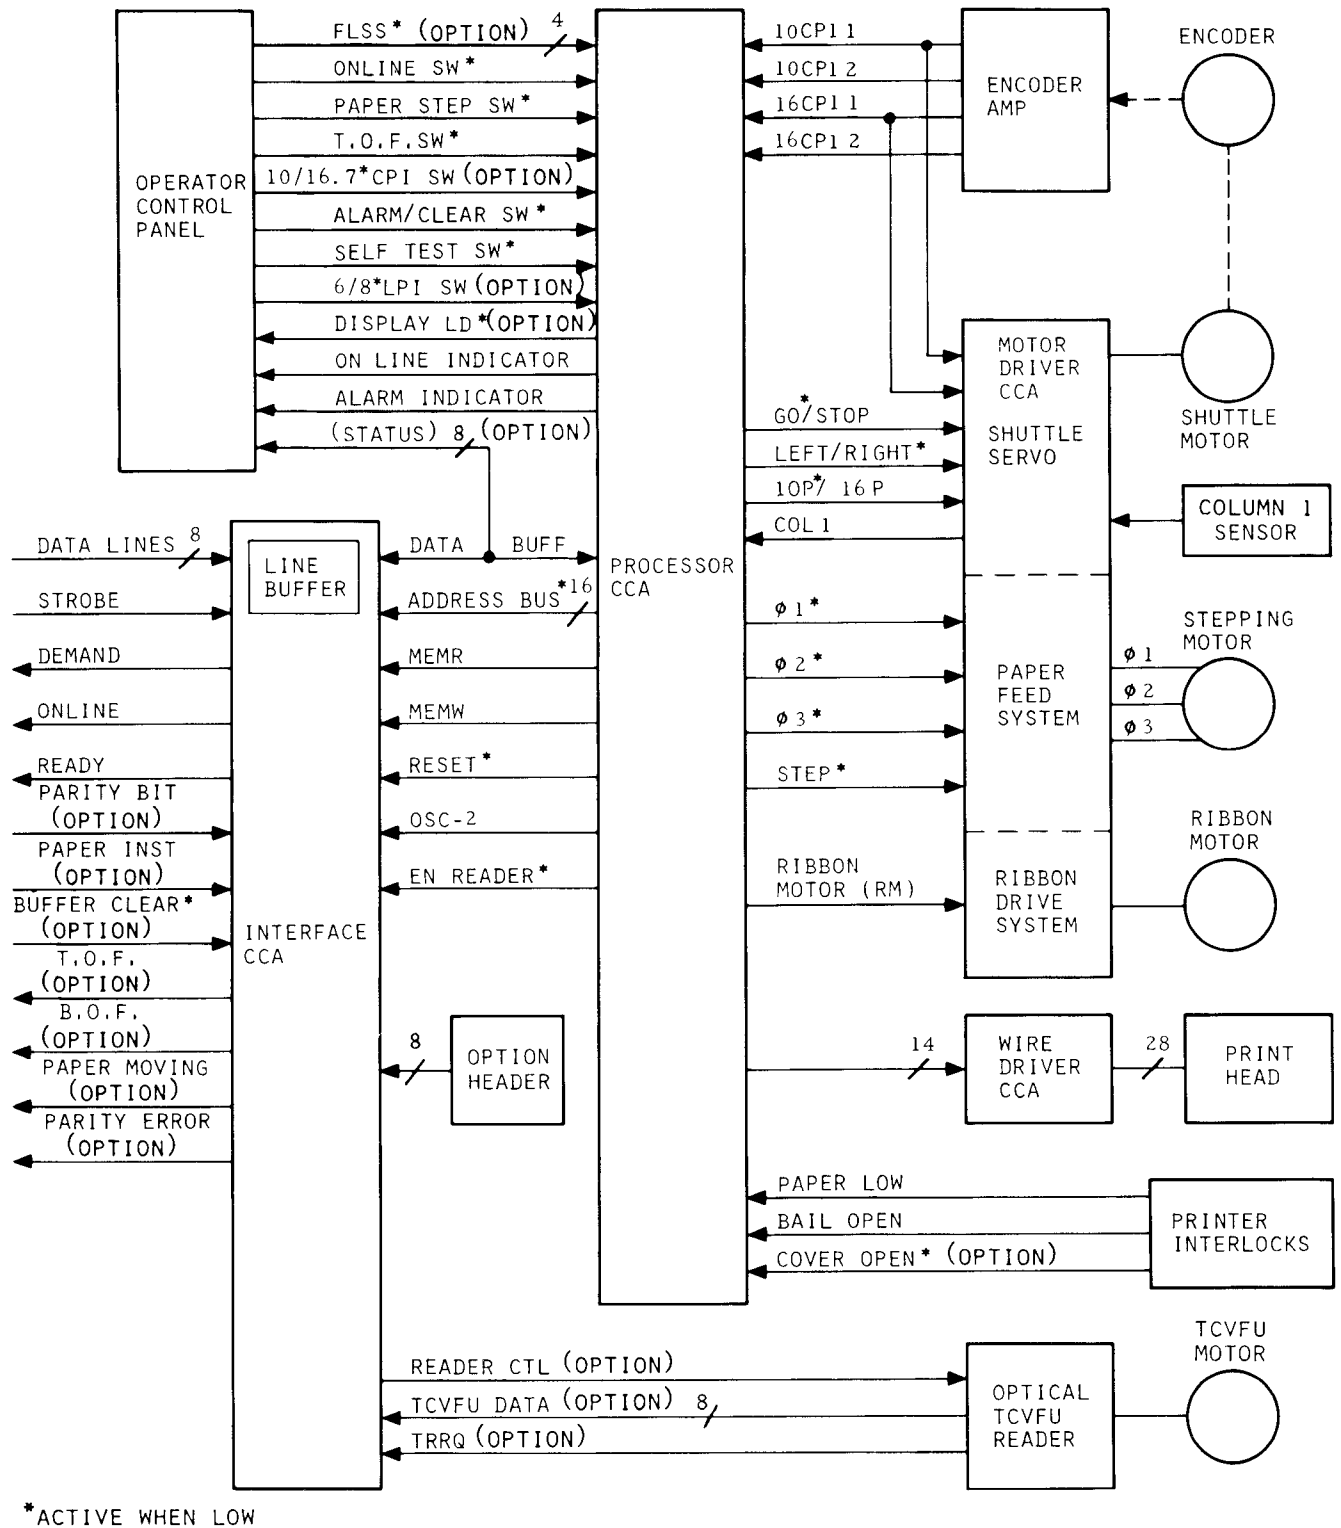 FLSS* (OPTION) 4
ONLINE SW*
PAPER STEP SW*
T.O.F. SW*
10/16.7*CPI SW (OPTION)
ALARM/CLEAR SW*
SELF TEST SW*
6/8*LPI SW (OPTION)
DISPLAY LD* (OPTION)
ON LINE INDICATOR
ALARM INDICATOR
(STATUS) 8 (OPTION)
OPERATOR
CONTROL
PANEL
10CPI 1
10CPI 2
16CPI 1
16CPI 2
ENCODER
AMP
ENCODER
MOTOR
DRIVER
CCA
SHUTTLE
SERVO
SHUTTLE
MOTOR
GO*/STOP
LEFT/RIGHT*
10P*/ 16P
COL 1
COLUMN 1
SENSOR
DATA LINES 8
STROBE
DEMAND
ONLINE
READY
PARITY BIT
(OPTION)
PAPER INST
(OPTION)
BUFFER CLEAR*
(OPTION)
T.O.F.
(OPTION)
B.O.F.
(OPTION)
PAPER MOVING
(OPTION)
PARITY ERROR
(OPTION)
LINE
BUFFER
INTERFACE
CCA
DATA BUFF
ADDRESS BUS*16
MEMR
MEMW
RESET*
OSC-2
EN READER*
8
OPTION
HEADER
PROCESSOR
CCA
ø 1*
ø 2*
ø 3*
STEP*
PAPER
FEED
SYSTEM
STEPPING
MOTOR
ø 1
ø 2
ø 3
RIBBON
MOTOR (RM)
RIBBON
DRIVE
SYSTEM
RIBBON
MOTOR
14
WIRE
DRIVER
CCA
28
PRINT
HEAD
PAPER LOW
BAIL OPEN
COVER OPEN* (OPTION)
PRINTER
INTERLOCKS
READER CTL (OPTION)
TCVFU DATA (OPTION) 8
TRRQ (OPTION)
OPTICAL
TCVFU
READER
TCVFU
MOTOR
*ACTIVE WHEN LOW